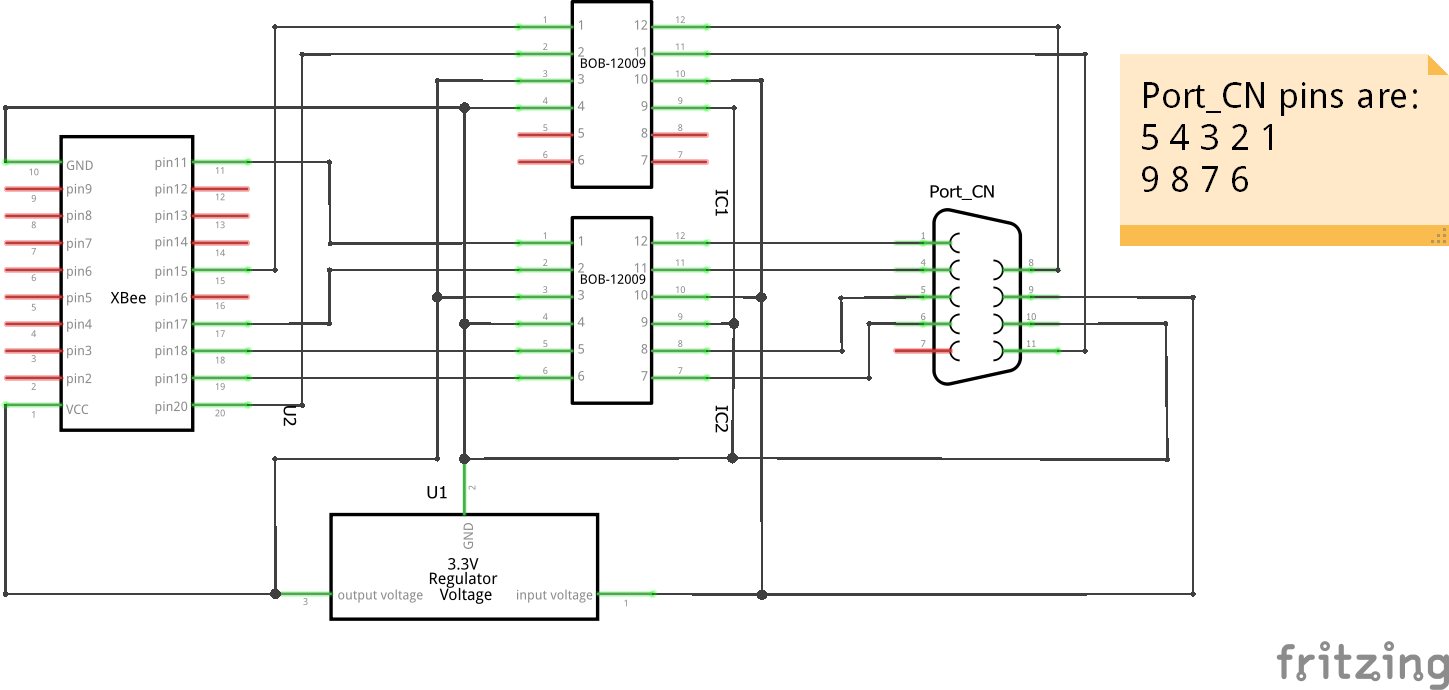 1
1
12
12
2
2
11
11
BOB-12009
3
3
10
10
4
4
9
9
5
5
8
8
6
6
7
7
IC1
Port_CN pins are:
5 4 3 2 1
9 8 7 6
GND
10
pin9
9
pin8
8
pin7
7
pin6
6
pin5
5
pin4
4
pin3
3
pin2
2
VCC
1
XBee
pin11
11
pin12
12
pin13
13
pin14
14
pin15
15
pin16
16
pin17
17
pin18
18
pin19
19
pin20
20
U2
1
1
12
12
2
2
11
11
BOB-12009
3
3
10
10
4
4
9
9
5
5
8
8
6
6
7
7
IC2
Port_CN
1
4
5
6
7
8
9
10
11
U1
2
GND
3.3V
Regulator
Voltage
output voltage
3
input voltage
1
fritzing